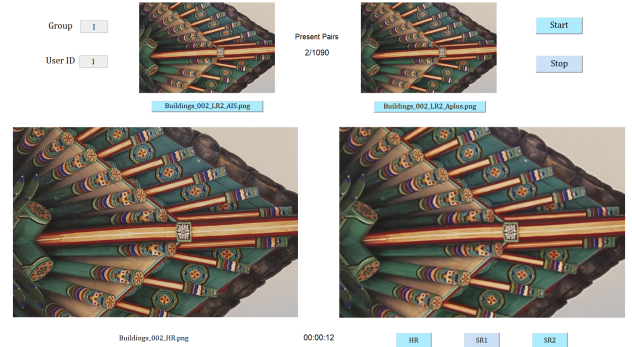 Group 1
User ID 1
Present Pairs
2/1090
Start
Stop
Buildings_002_LR2_AIS.png
Buildings_002_LR2_Aplus.png
Buildings_002_HR.png
00:00:12
HR
SR1
SR2